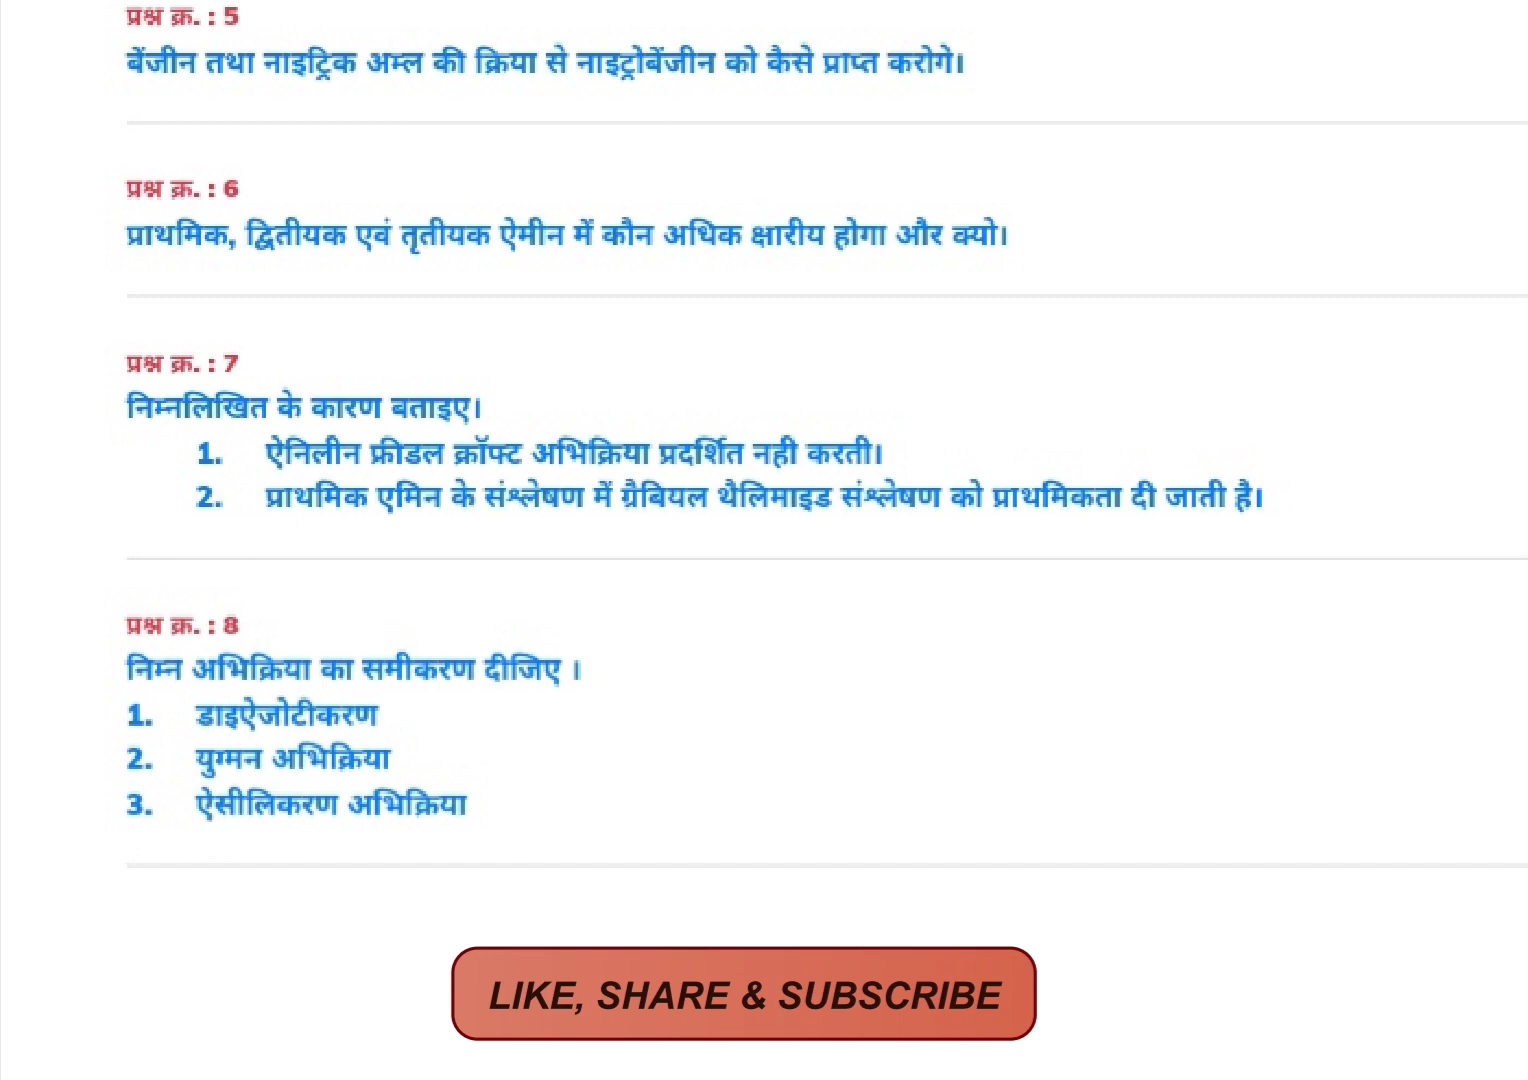 प्रश्न क्र. : 5
बेंजीन तथा नाइट्रिक अम्ल की क्रिया से नाइट्रोबेंजीन को कैसे प्राप्त करोगे।
प्रश्न क्र. : 6
प्राथमिक, द्वितीयक एवं तृतीयक ऐमीन में कौन अधिक क्षारीय होगा और क्यो।
प्रश्न क्र. : 7
निम्नलिखित के कारण बताइए।
1. ऐनिलीन फ्रीडल क्रॉफ्ट अभिक्रिया प्रदर्शित नही करती।
2. प्राथमिक एमिन के संश्लेषण में ग्रैबियल थैलिमाइड संश्लेषण को प्राथमिकता दी जाती है।
प्रश्न क्र. : 8
निम्न अभिक्रिया का समीकरण दीजिए ।
1. डाइऐजोटीकरण
2. युग्मन अभिक्रिया
3. ऐसीलिकरण अभिक्रिया
LIKE, SHARE & SUBSCRIBE